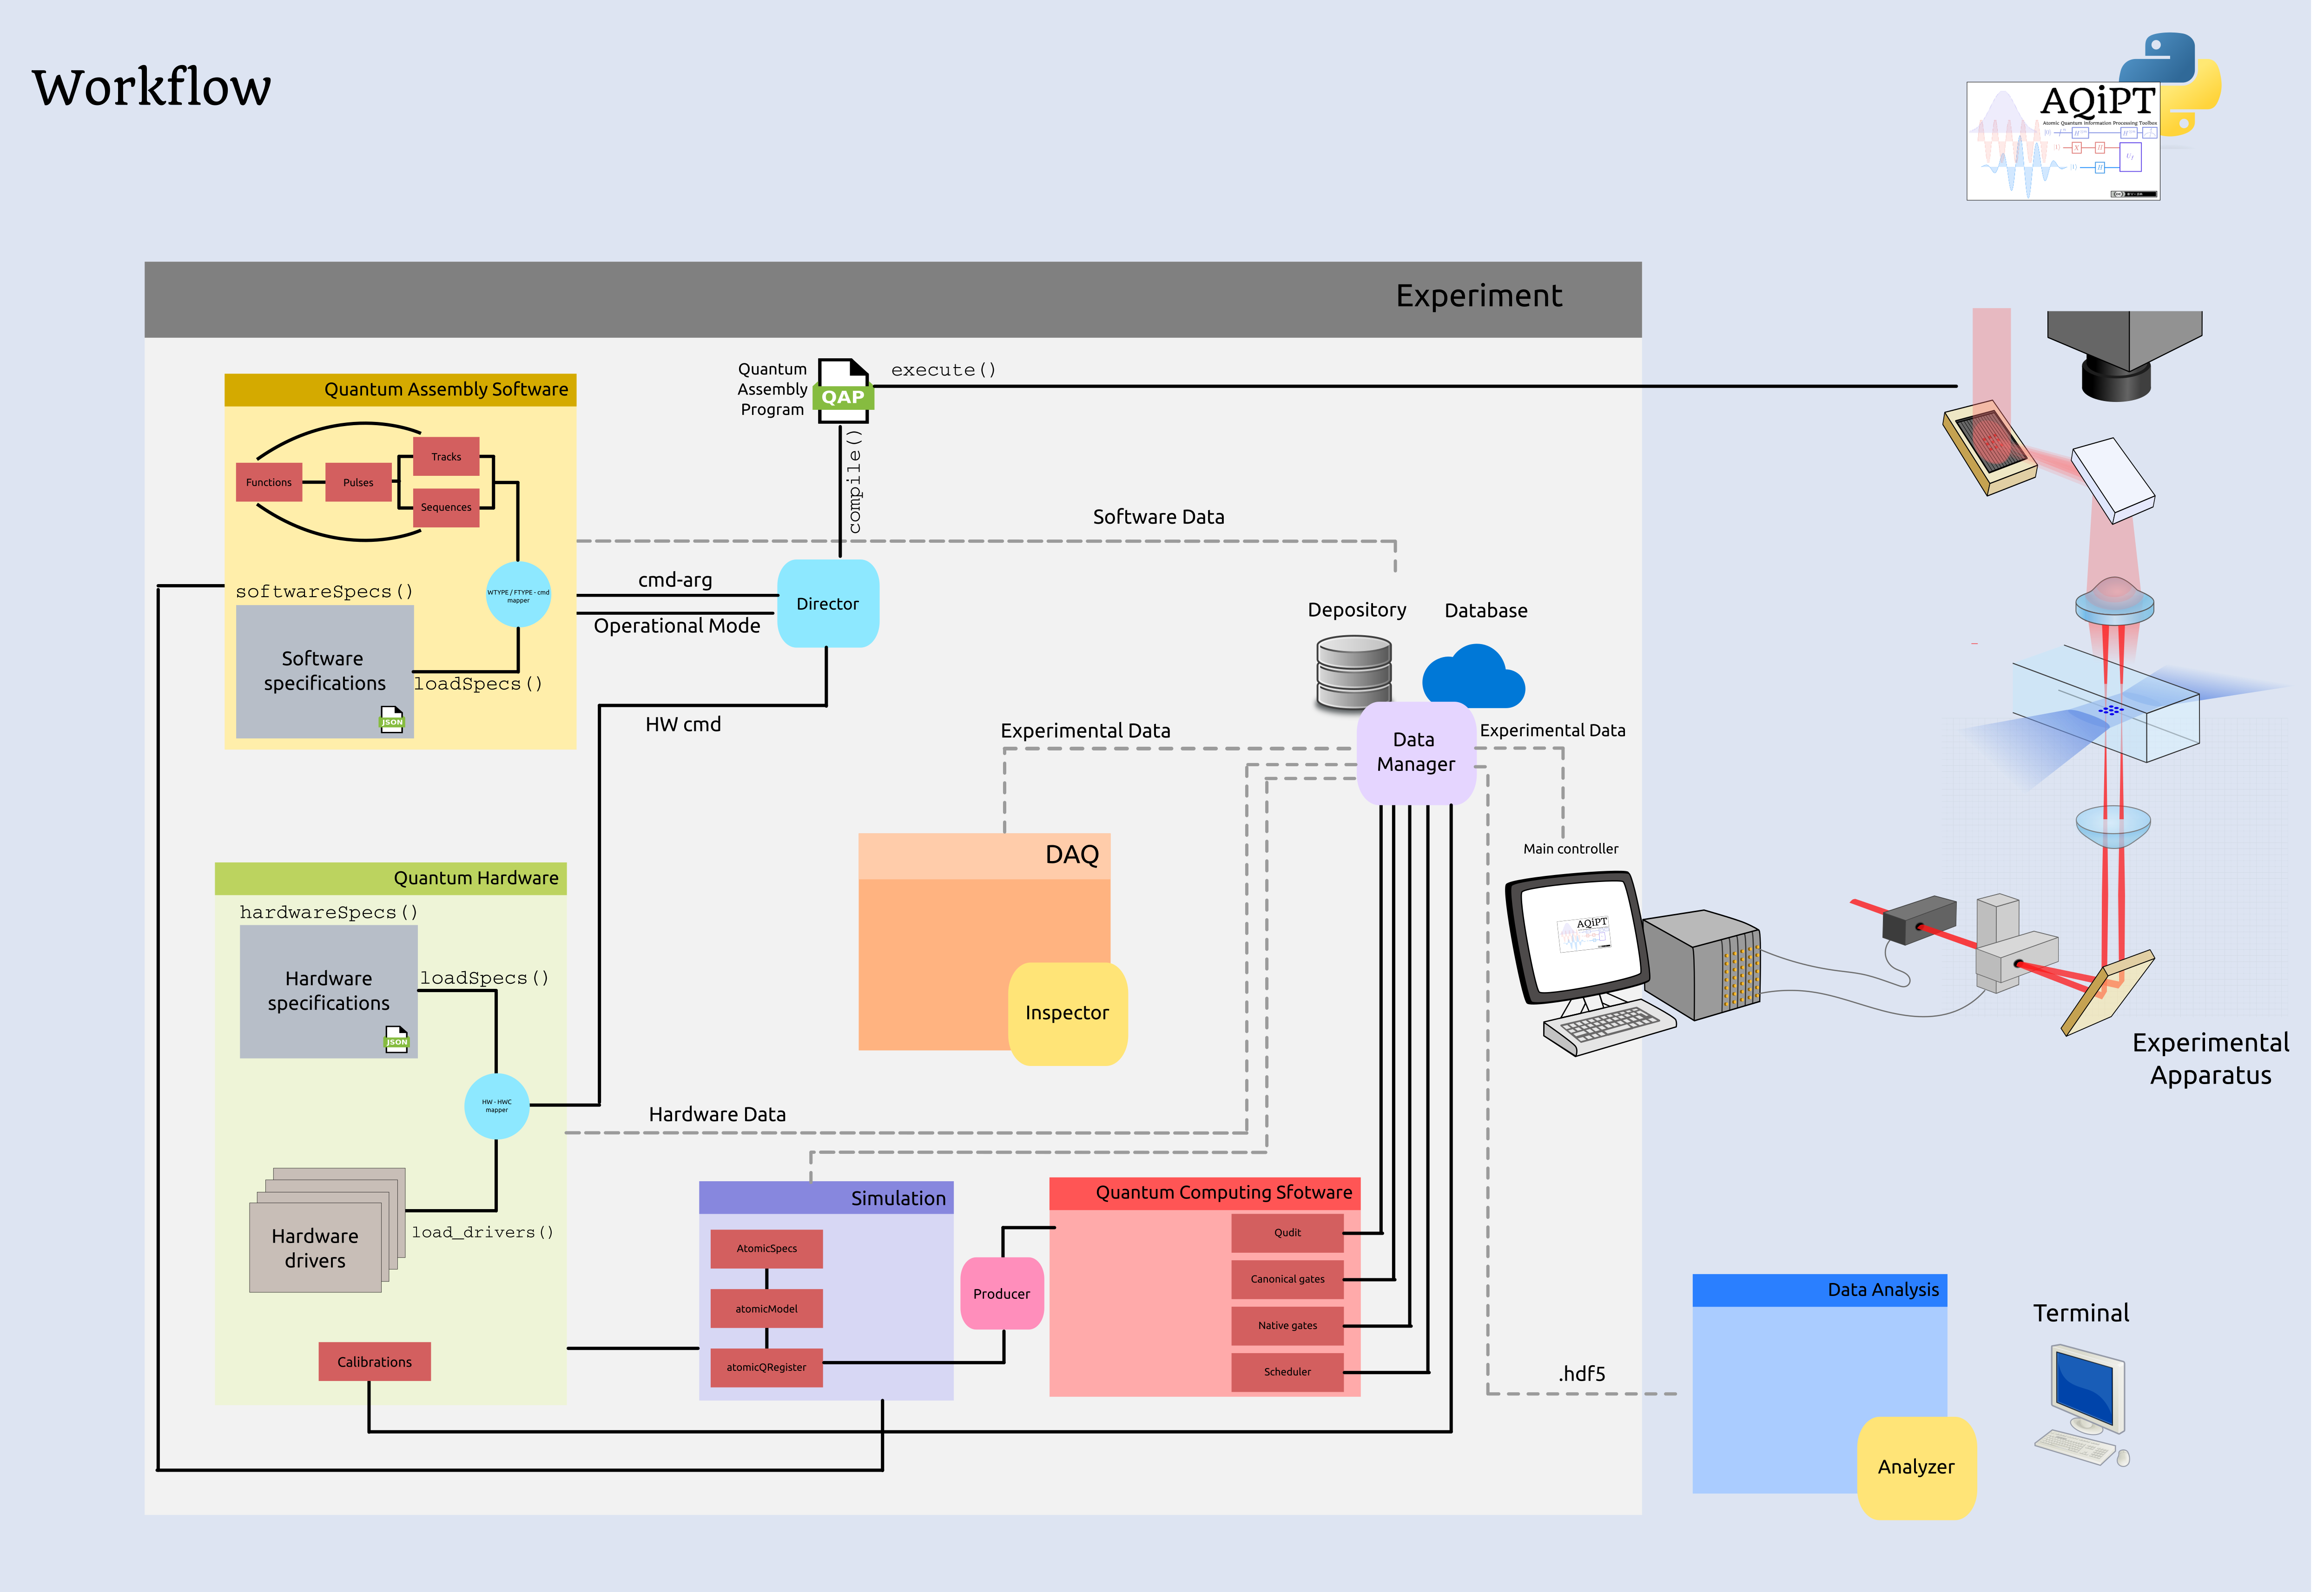 Workflow
AQiPT
Atomic Quantum Information Processing Toolbox
Experiment
Quantum
Assembly
Program
QAP
execute()
compile()
Quantum Assembly Software
Functions
Pulses
Tracks
Sequences
WTYPE / FTYPE - cmd
mapper
softwareSpecs()
Software
specifications
JSON
loadSpecs()
cmd-arg
Operational Mode
Director
HW cmd
Software Data
Depository
Database
Data
Manager
Experimental Data
Experimental Data
Main controller
AQiPT
DAQ
Inspector
Quantum Hardware
hardwareSpecs()
Hardware
specifications
JSON
loadSpecs()
HW - HWC
mapper
Hardware
drivers
load_drivers()
Calibrations
Hardware Data
Simulation
AtomicSpecs
atomicModel
atomicQRegister
Producer
Quantum Computing Sfotware
Qudit
Canonical gates
Native gates
Scheduler
.hdf5
Experimental
Apparatus
Data Analysis
Analyzer
Terminal